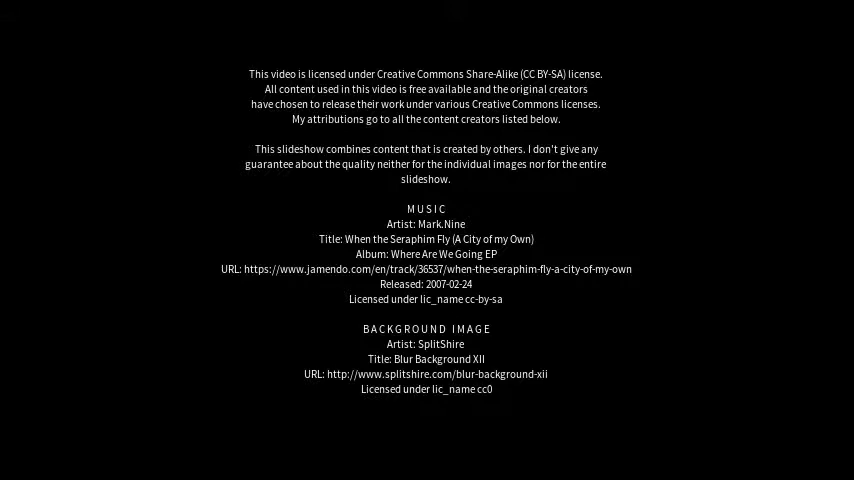 This video is licensed under Creative Commons Share-Alike (CC BY-SA) license.
All content used in this video is free available and the original creators
have chosen to release their work under various Creative Commons licenses.
My attributions go to all the content creators listed below.
This slideshow combines content that is created by others. I don't give any
guarantee about the quality neither for the individual images nor for the entire
slideshow.
MUSIC
Artist: Mark.Nine
Title: When the Seraphim Fly (A City of my Own)
Album: Where Are We Going EP
URL: https://www.jamendo.com/en/track/36537/when-the-seraphim-fly-a-city-of-my-own
Released: 2007-02-24
Licensed under lic_name cc-by-sa
BACKGROUND IMAGE
Artist: SplitShire
Title: Blur Background XII
URL: http://www.splitshire.com/blur-background-xii
Licensed under lic_name cc0